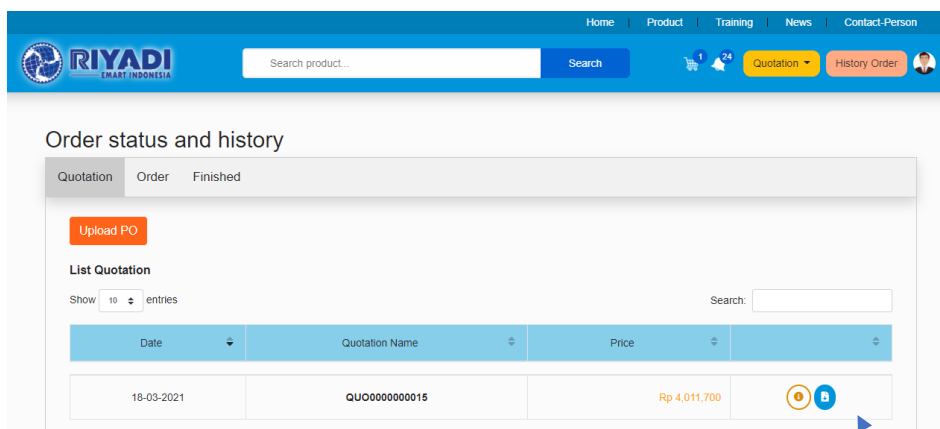 Home | Product | Training | News | Contact-Person
RIYADI
EMART INDONESIA
Search product...
Search
1
24
Quotation
History Order
Order status and history
Quotation Order Finished
Upload PO
List Quotation
Show 10 entries
Search:
Date Quotation Name Price
18-03-2021 QUO0000000015 Rp 4,011,700